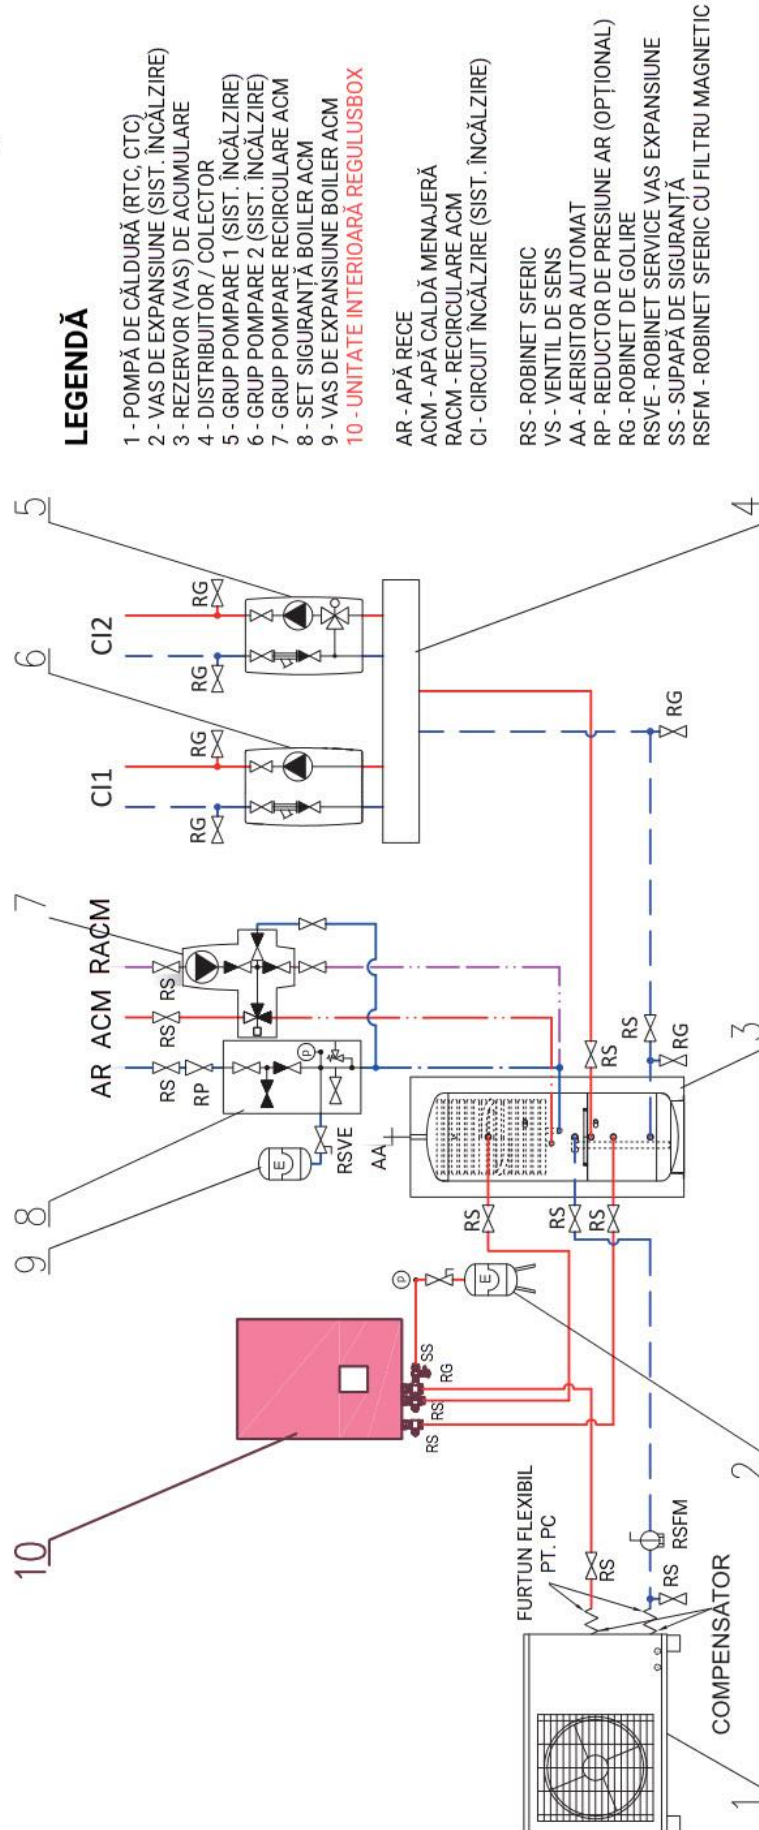 LEGENDĂ
1 - POMPĂ DE CĂLDURĂ (RTC, CTC)
2 - VAS DE EXPANSIUNE (SIST. ÎNCĂLZIRE)
3 - REZERVOR (VAS) DE ACUMULARE
4 - DISTRIBUITOR / COLECTOR
5 - GRUP POMPARE 1 (SIST. ÎNCĂLZIRE)
6 - GRUP POMPARE 2 (SIST. ÎNCĂLZIRE)
7 - GRUP POMPARE RECIRCULARE ACM
8 - SET SIGURANȚĂ BOILER ACM
9 - VAS DE EXPANSIUNE BOILER ACM
10 - UNITATE INTERIOARĂ REGULUSBOX
AR - APĂ RECE
ACM - APĂ CALDĂ MENAJERĂ
RACM - RECIRCULARE ACM
CI - CIRCUIT ÎNCĂLZIRE (SIST. ÎNCĂLZIRE)
RS - ROBINET SFERIC
VS - VENTIL DE SENS
AA - AERISITOR AUTOMAT
RP - REDUCTOR DE PRESIUNE AR (OPȚIONAL)
RG - ROBINET DE GOLIRE
RSVE - ROBINET SERVICE VAS EXPANSIUNE
SS - SUPAPĂ DE SIGURANȚĂ
RSFM - ROBINET SFERIC CU FILTRU MAGNETIC
10
9
8
7
6
5
AR
ACM
RACM
CI1
CI2
RS
RS
RS
RP
RG
RG
RG
RG
P
E
RSVE
AA
RS
RS
RS
RS
RS
RG
RG
P
E
SS
RG
RS
RS
FURTUN FLEXIBIL
PT. PC
RS
RSFM
RS
COMPENSATOR
1
2
3
4